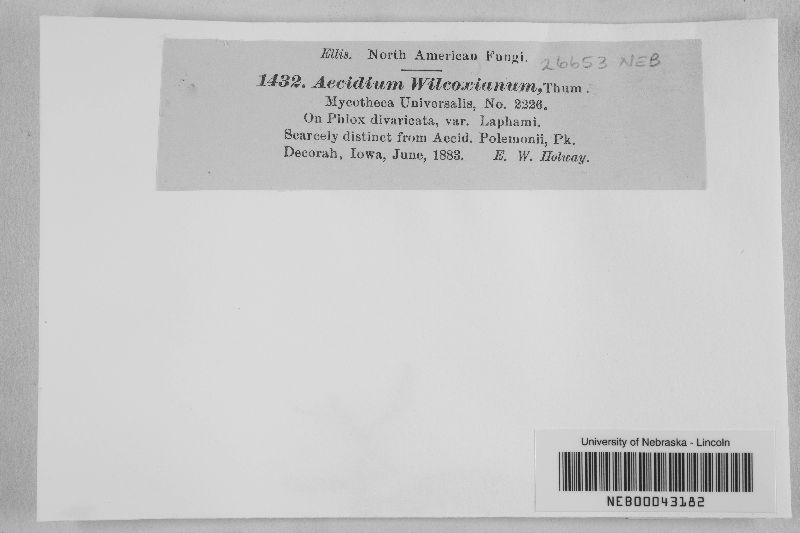 Ellis. North American Fungi. 26653 NEB
1432. Aecidium Wilcoxianum, Thum.
Mycotheca Universalis, No. 2226.
On Phlox divaricata, var. Laphami.
Scarcely distinct from Aecid. Polemonii, Pk.
Decorah, Iowa, June, 1883. E. W. Holway.
University of Nebraska - Lincoln
NEB00043182